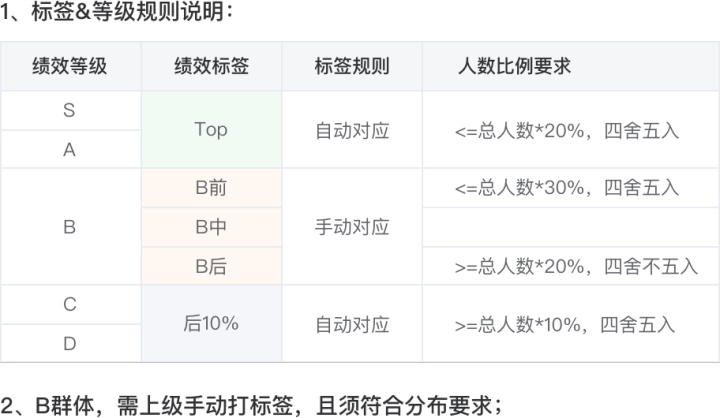 1、标签&等级规则说明：
绩效等级 绩效标签 标签规则 人数比例要求
S
Top 自动对应 <=总人数*20%，四舍五入
A
B前 <=总人数*30%，四舍五入
B B中 手动对应
B后 >=总人数*20%，四舍不五入
C
后10% 自动对应 >=总人数*10%，四舍五入
D
2、B群体，需上级手动打标签，且须符合分布要求；